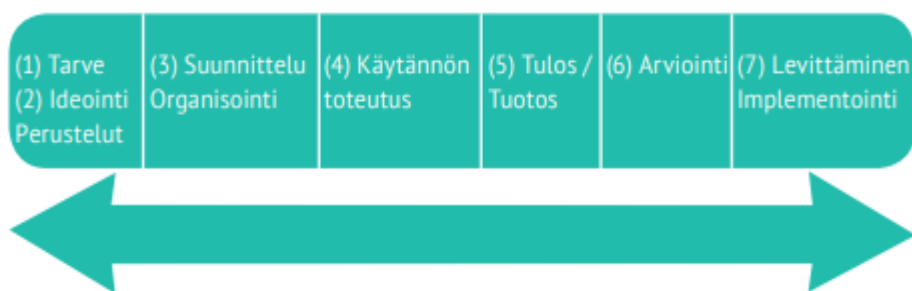 (1) Tarve
(2) Ideointi
Perustelut
(3) Suunnittelu
Organisointi
(4) Käytännön
toteutus
(5) Tulos /
Tuotos
(6) Arviointi
(7) Levittäminen
Implementointi